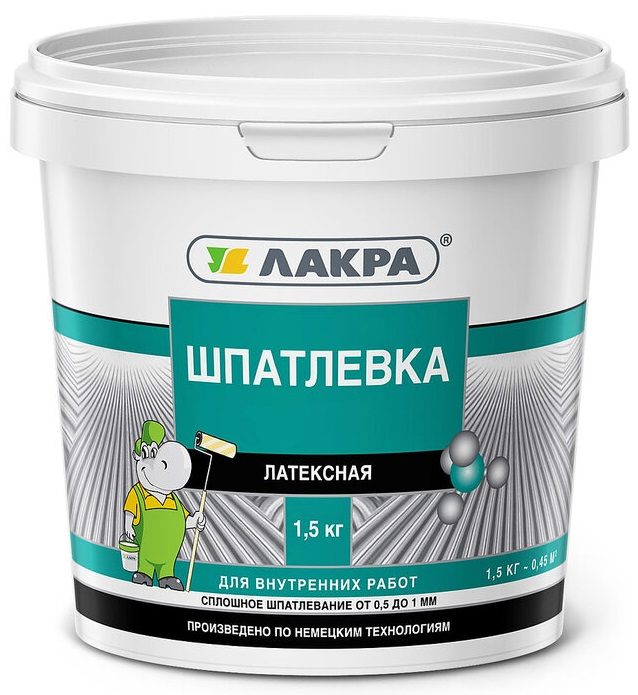 ЛАКРА®
ШПАТЛЕВКА
ЛАТЕКСНАЯ
1,5 кг
ДЛЯ ВНУТРЕННИХ РАБОТ
1,5 КГ ~ 0,45 М²
СПЛОШНОЕ ШПАТЛЕВАНИЕ ОТ 0,5 ДО 1 ММ
ПРОИЗВЕДЕНО ПО НЕМЕЦКИМ ТЕХНОЛОГИЯМ
ЛАКРА